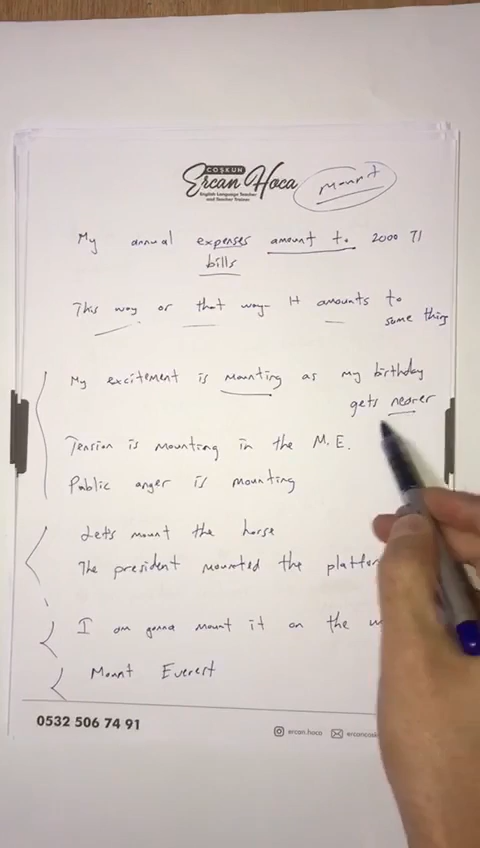 COŞKUN
Ercan Hoca
English Language Teacher
and Teacher Trainer
mount
My annual expenses amount to 2000 Tl
bills
This way or that way it amounts to
some thing
My excitement is mounting as my birthday
gets nearer
Tension is mounting in the M.E.
Public anger is mounting
Let's mount the horse
The president mounted the platfor
I am gonna mount it on the w
Mount Everest
0532 506 74 91
ercan.hoca
ercancosk